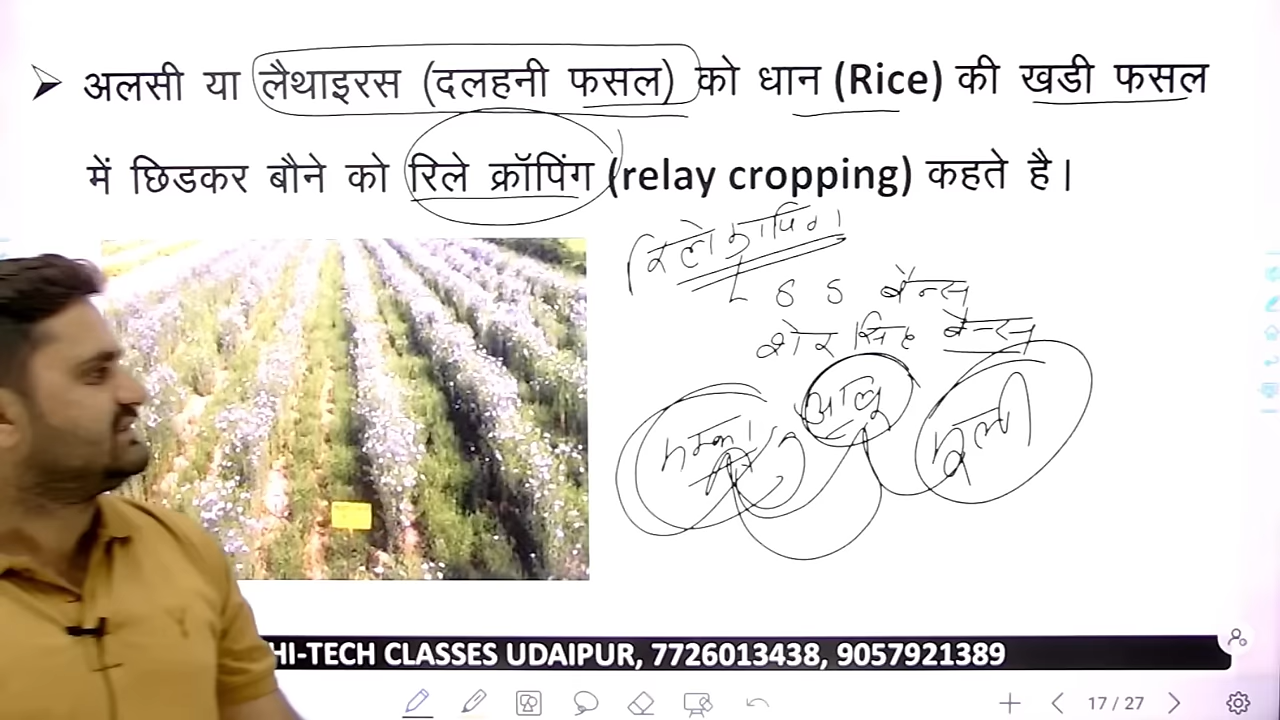 ➢ अलसी या लैथाइरस (दलहनी फसल) को धान (Rice) की खडी फसल
में छिडकर बौने को रिले क्रॉपिंग (relay cropping) कहते है।
रिले क्रापिंग
S S बैन्स
शेर सिंह बैन्स
मक्का
आलू
मूली
HI-TECH CLASSES UDAIPUR, 7726013438, 9057921389
17 / 27